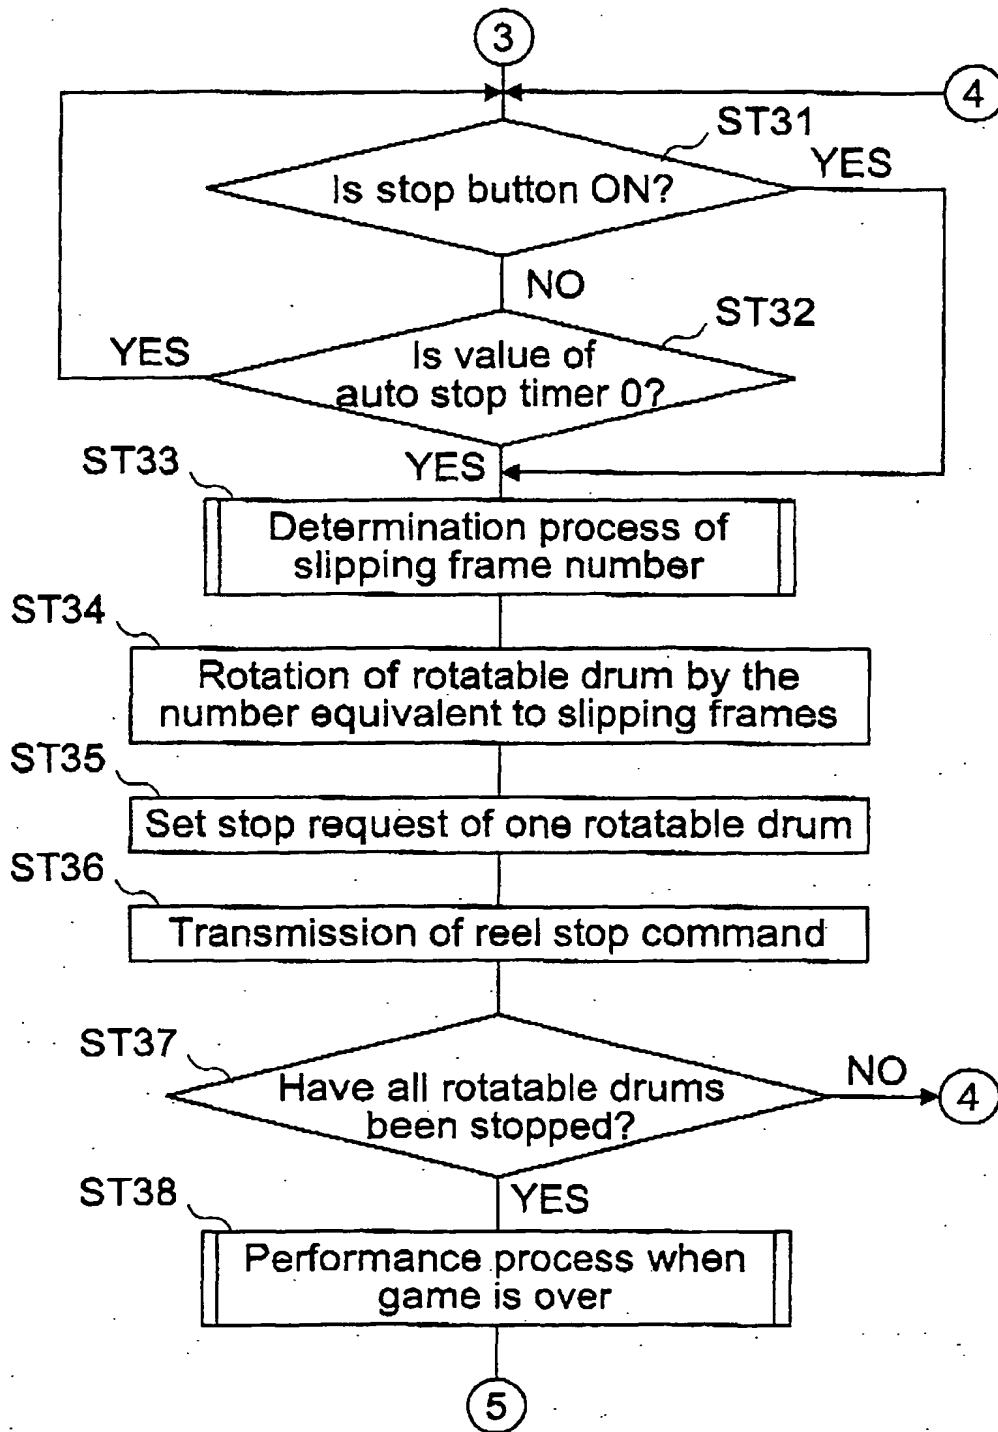 3
4
ST31
YES
Is stop button ON?
NO
ST32
YES
Is value of
auto stop timer 0?
ST33
YES
Determination process of
slipping frame number
ST34
Rotation of rotatable drum by the
number equivalent to slipping frames
ST35
Set stop request of one rotatable drum
ST36
Transmission of reel stop command
ST37
NO
Have all rotatable drums
been stopped?
4
ST38
YES
Performance process when
game is over
5